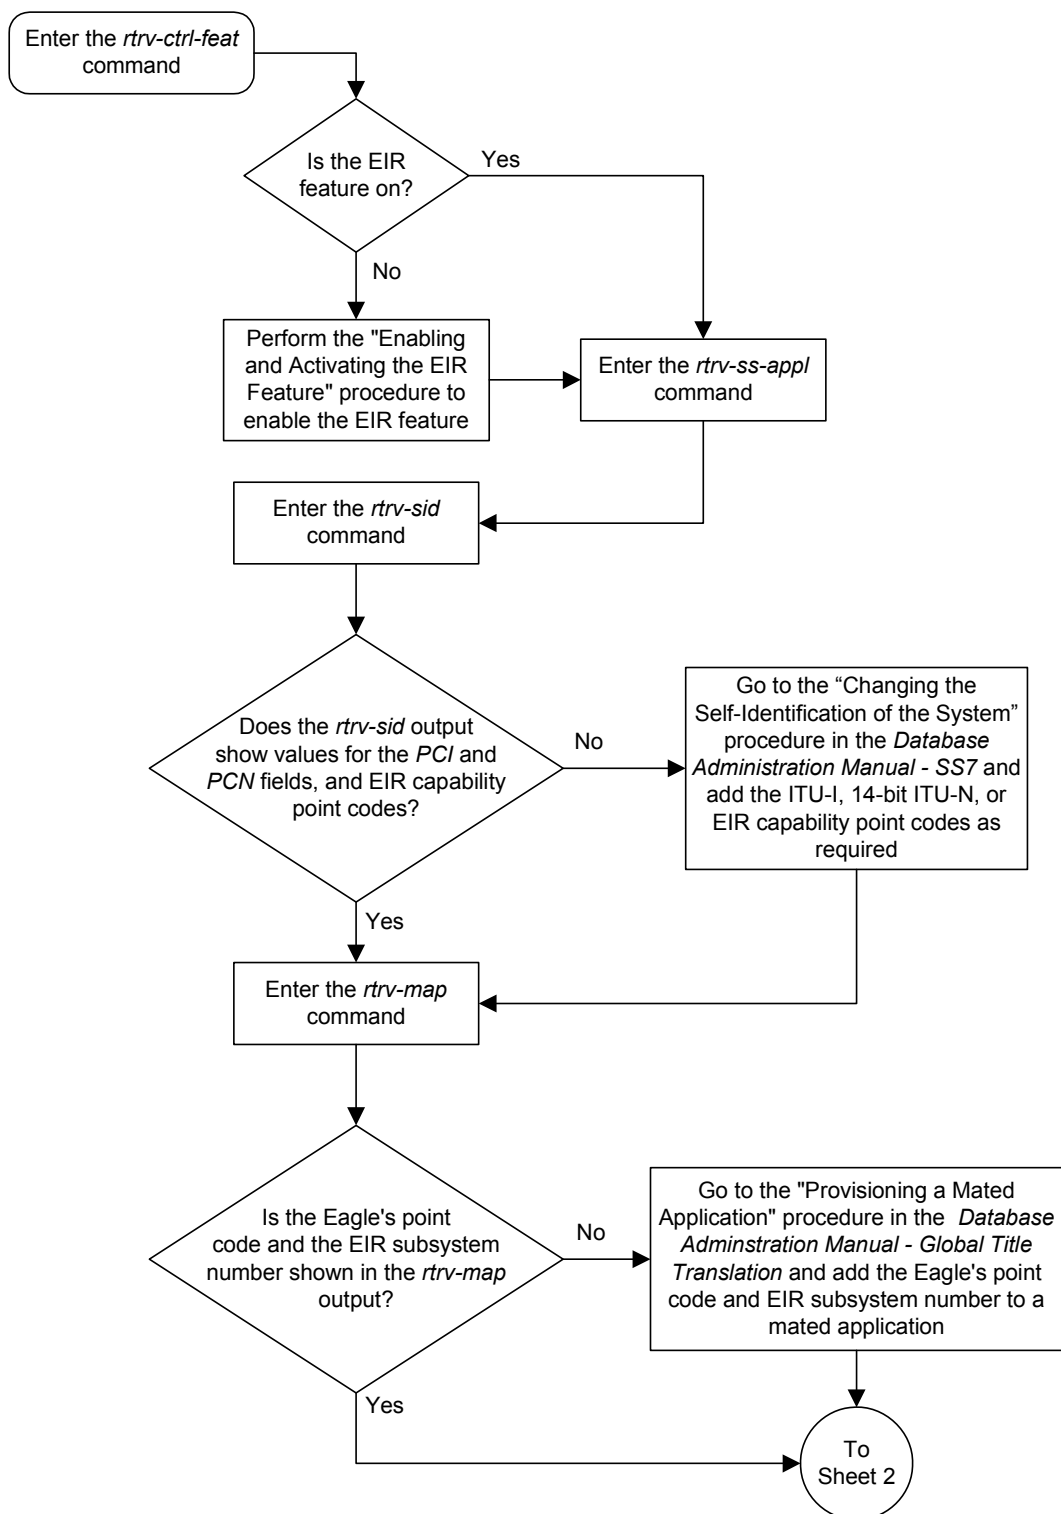 Enter the rtrv-ctrl-feat
command
Is the EIR
feature on?
Yes
No
Perform the "Enabling
and Activating the EIR
Feature" procedure to
enable the EIR feature
Enter the rtrv-ss-appl
command
Enter the rtrv-sid
command
Does the rtrv-sid output
show values for the PCI and
PCN fields, and EIR capability
point codes?
No
Go to the “Changing the
Self-Identification of the System”
procedure in the Database
Administration Manual - SS7 and
add the ITU-I, 14-bit ITU-N, or
EIR capability point codes as
required
Yes
Enter the rtrv-map
command
Is the Eagle's point
code and the EIR subsystem
number shown in the rtrv-map
output?
No
Go to the "Provisioning a Mated
Application" procedure in the Database
Adminstration Manual - Global Title
Translation and add the Eagle's point
code and EIR subsystem number to a
mated application
Yes
To
Sheet 2